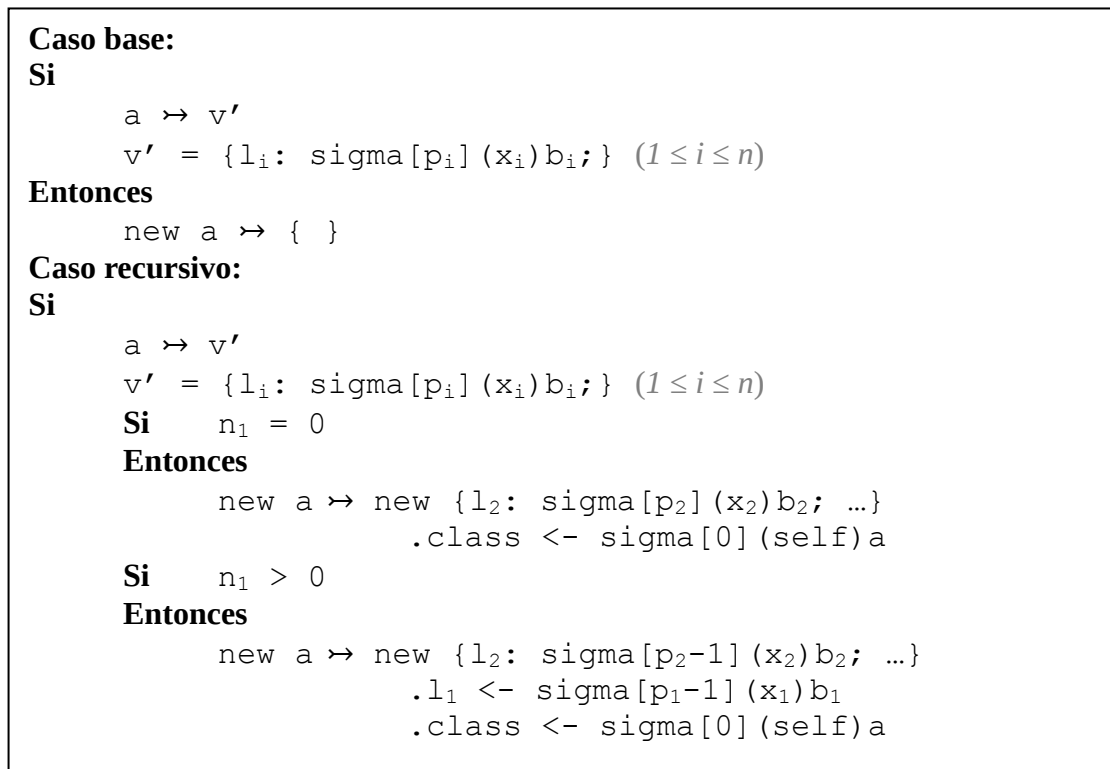 Caso base:
Si
a ↣ v'
v' = {lᵢ: sigma[pᵢ](xᵢ)bᵢ;} (1 ≤ i ≤ n)
Entonces
new a ↣ { }
Caso recursivo:
Si
a ↣ v'
v' = {lᵢ: sigma[pᵢ](xᵢ)bᵢ;} (1 ≤ i ≤ n)
Si n₁ = 0
Entonces
new a ↣ new {l₂: sigma[p₂](x₂)b₂; …}
.class <- sigma[0](self)a
Si n₁ > 0
Entonces
new a ↣ new {l₂: sigma[p₂-1](x₂)b₂; …}
.l₁ <- sigma[p₁-1](x₁)b₁
.class <- sigma[0](self)a